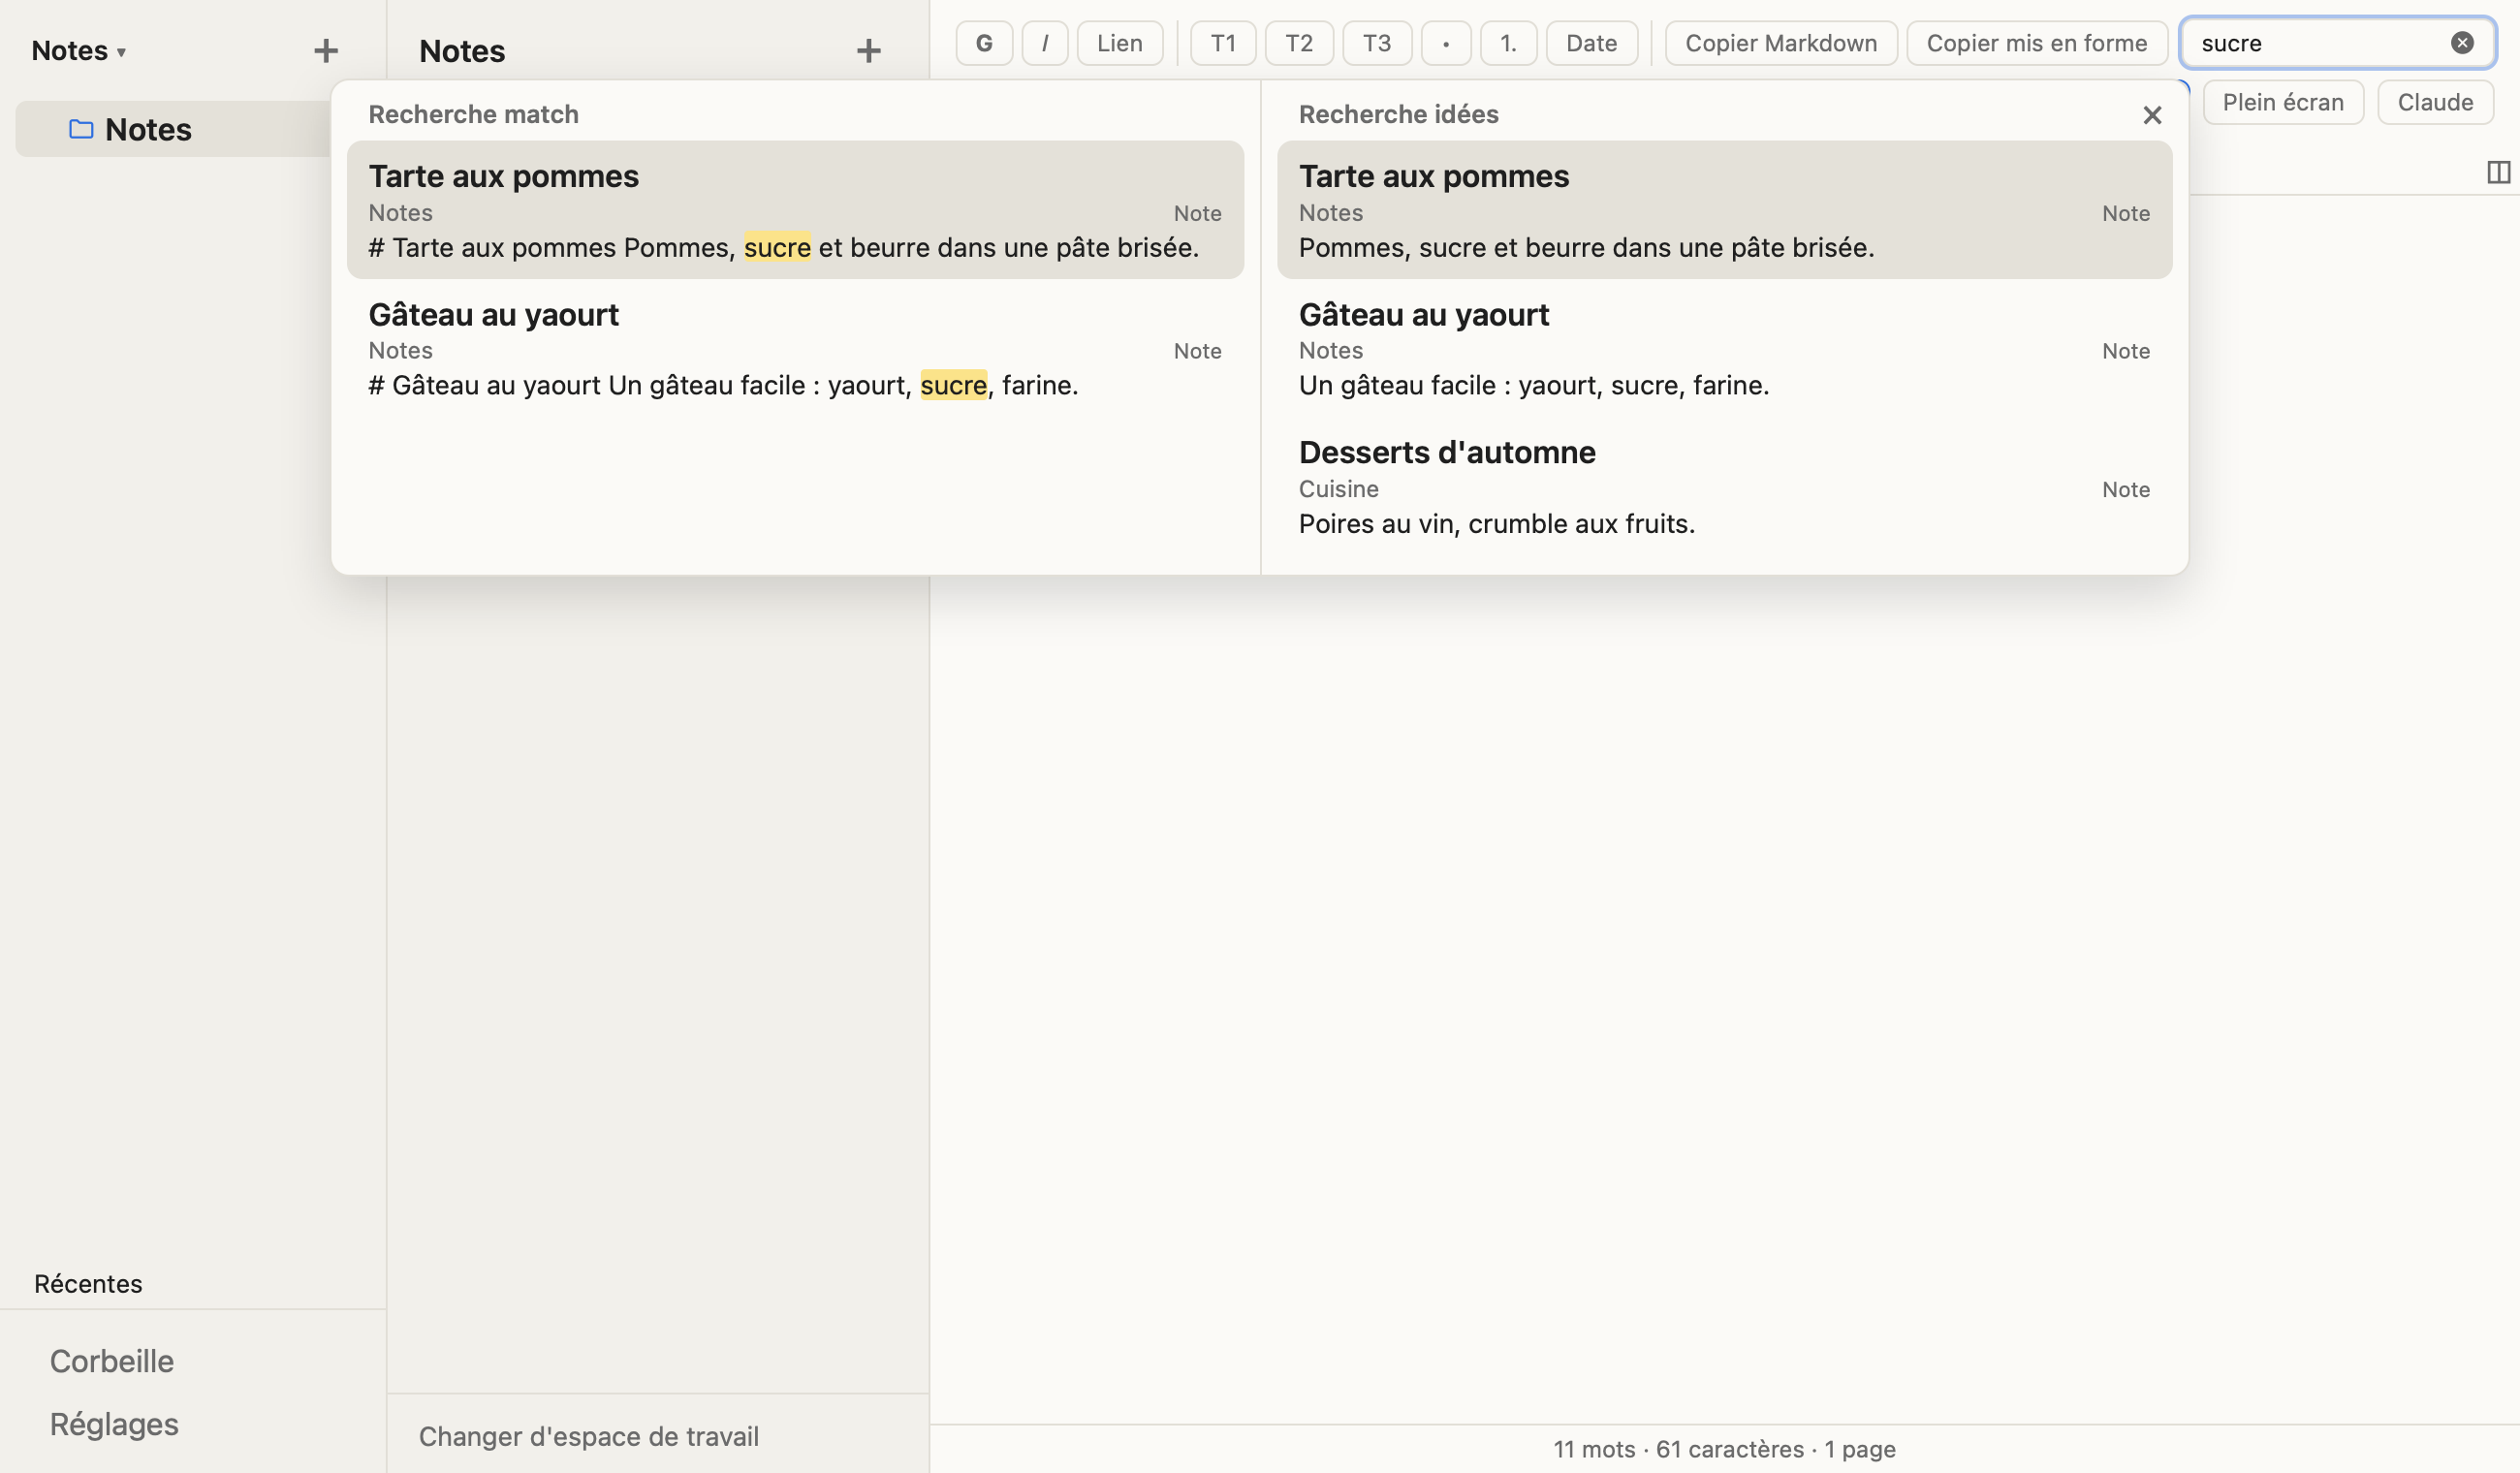 Notes ▾ +
Notes +
G I Lien T1 T2 T3 • 1. Date Copier Markdown Copier mis en forme sucre
Plein écran Claude
Notes
Recherche match
Tarte aux pommes
Notes Note
# Tarte aux pommes Pommes, sucre et beurre dans une pâte brisée.
Gâteau au yaourt
Notes Note
# Gâteau au yaourt Un gâteau facile : yaourt, sucre, farine.
Recherche idées
Tarte aux pommes
Notes Note
Pommes, sucre et beurre dans une pâte brisée.
Gâteau au yaourt
Notes Note
Un gâteau facile : yaourt, sucre, farine.
Desserts d'automne
Cuisine Note
Poires au vin, crumble aux fruits.
Récentes
Corbeille
Réglages
Changer d'espace de travail
11 mots · 61 caractères · 1 page